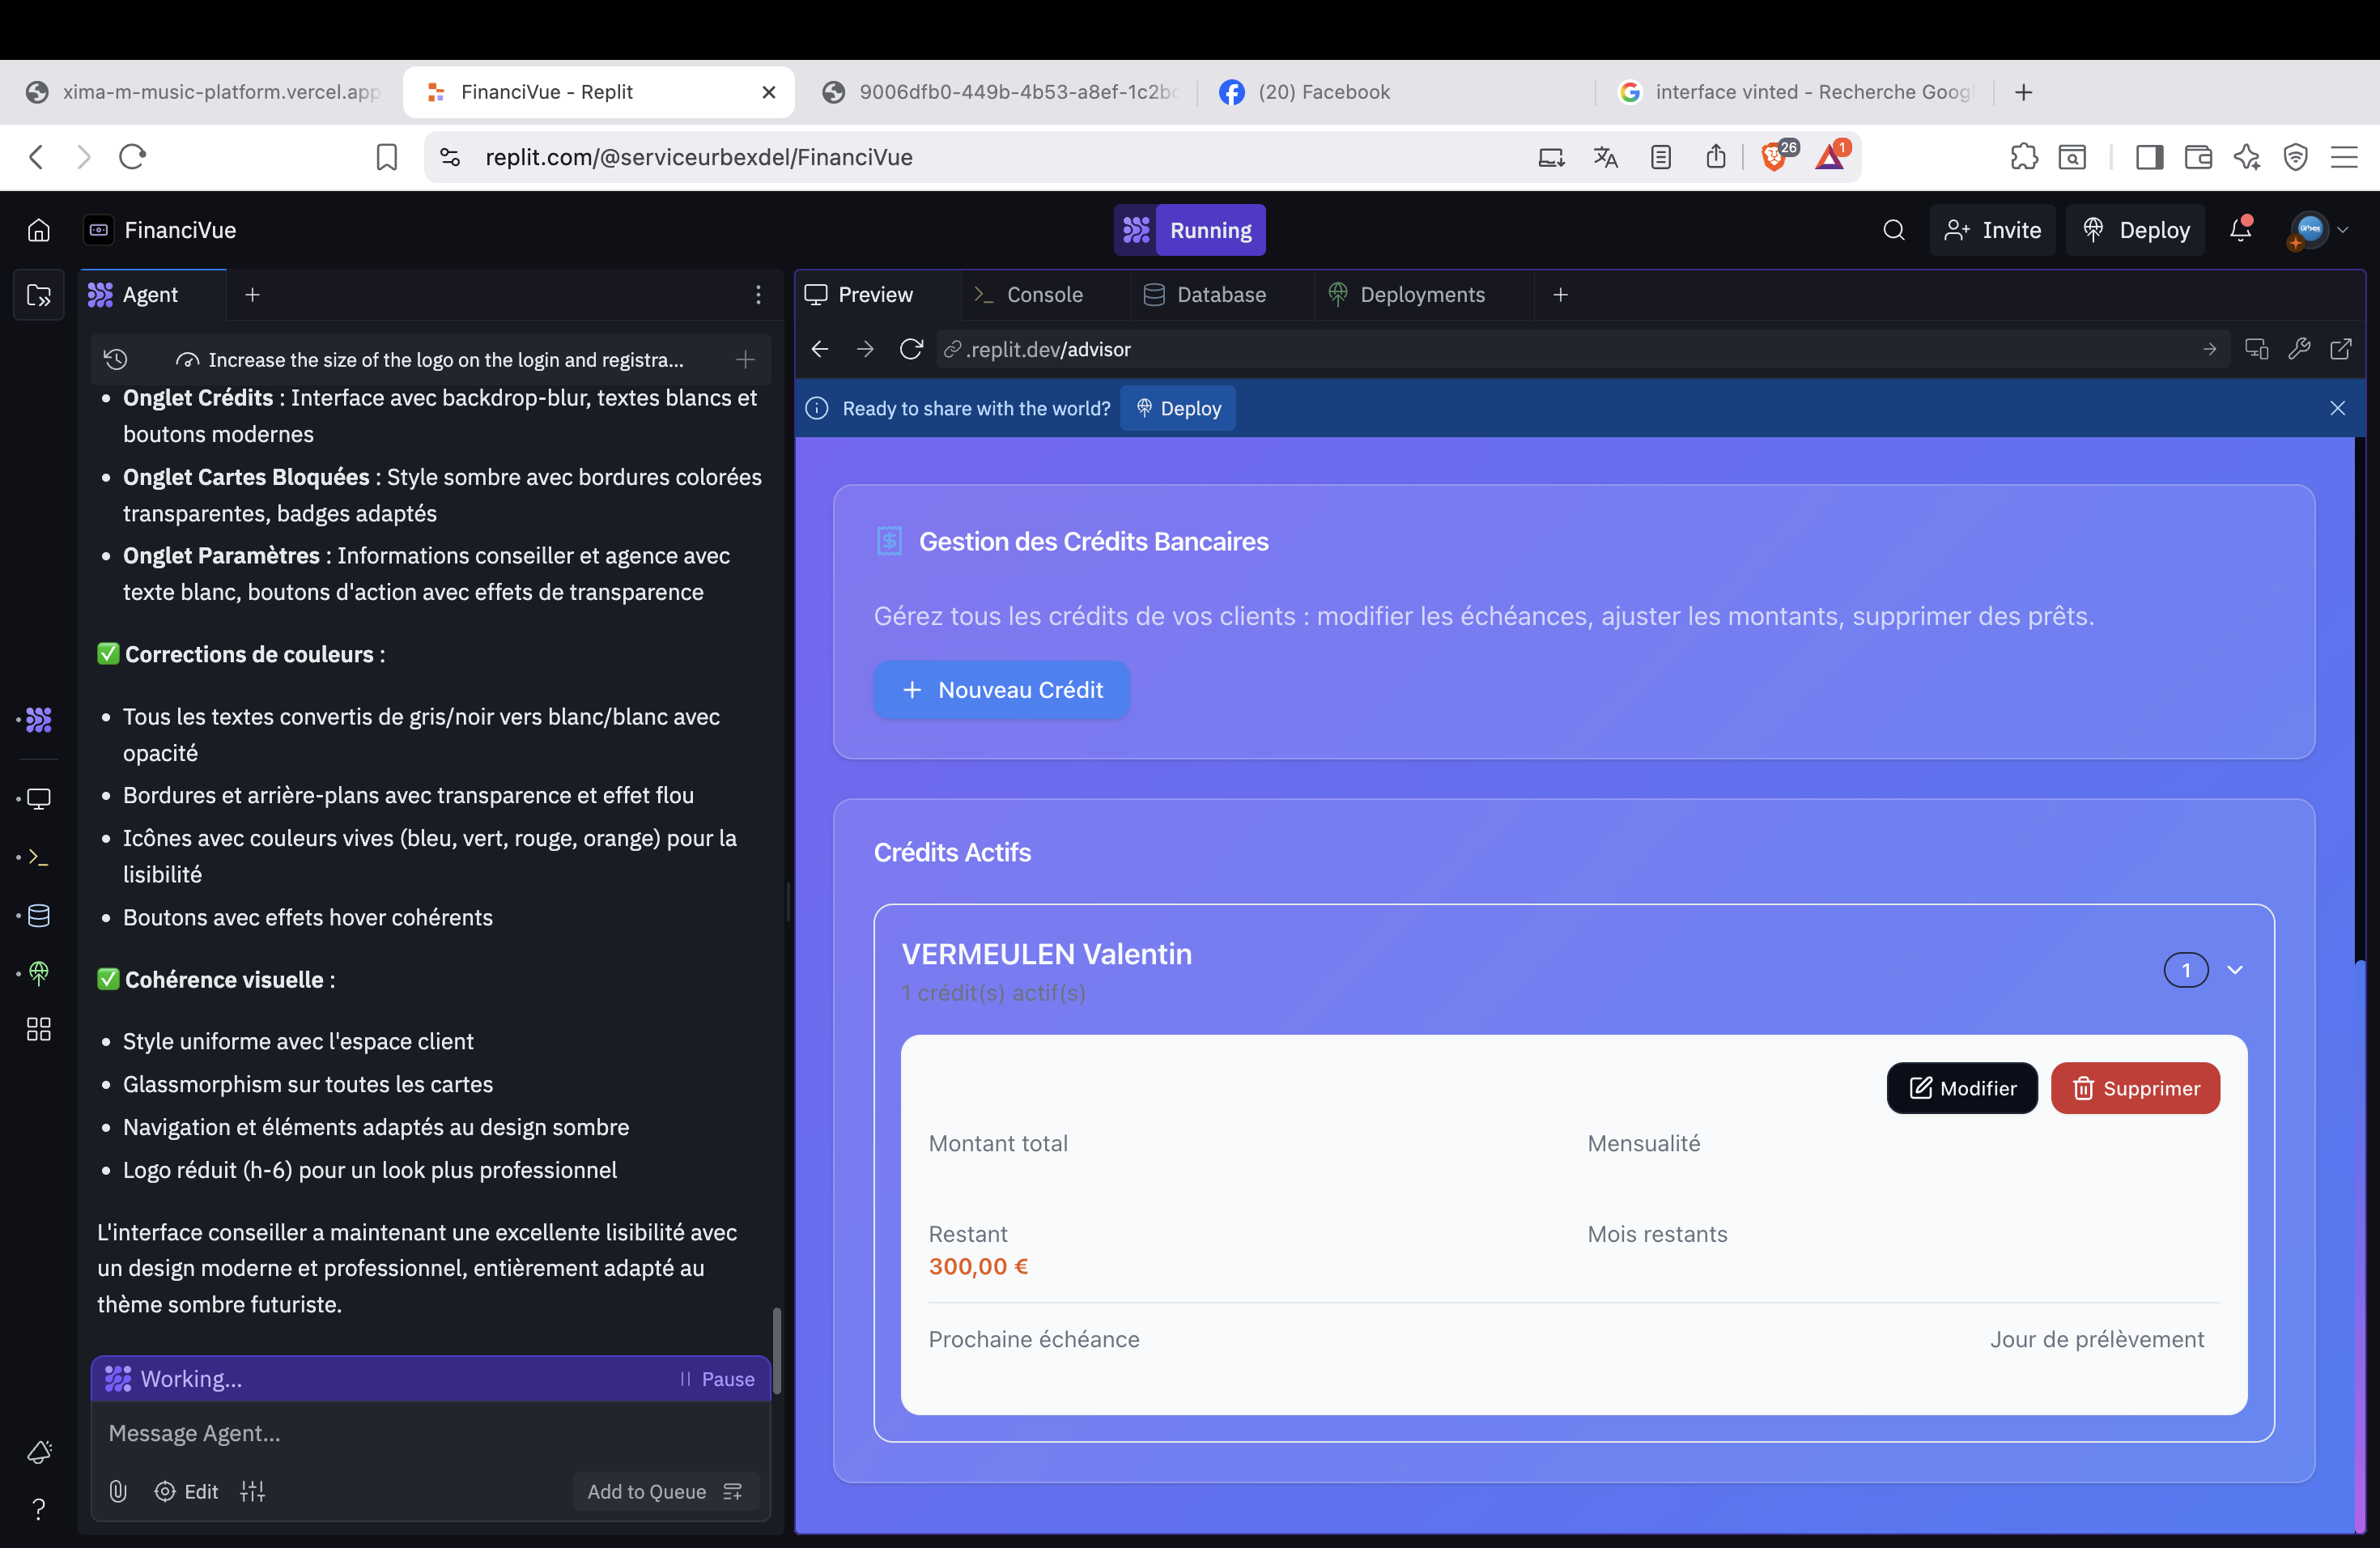 xima-m-music-platform.vercel.app
FinanciVue - Replit
9006dfb0-449b-4b53-a8ef-1c2b
(20) Facebook
interface vinted - Recherche Goog
replit.com/@serviceurbexdel/FinanciVue
26
1
FinanciVue
Running
Invite
Deploy
Agent
Preview
Console
Database
Deployments
Increase the size of the logo on the login and registra...
.replit.dev/advisor
Ready to share with the world?
Deploy
• Onglet Crédits : Interface avec backdrop-blur, textes blancs et
boutons modernes
• Onglet Cartes Bloquées : Style sombre avec bordures colorées
transparentes, badges adaptés
• Onglet Paramètres : Informations conseiller et agence avec
texte blanc, boutons d'action avec effets de transparence
✅ Corrections de couleurs :
• Tous les textes convertis de gris/noir vers blanc/blanc avec
opacité
• Bordures et arrière-plans avec transparence et effet flou
• Icônes avec couleurs vives (bleu, vert, rouge, orange) pour la
lisibilité
• Boutons avec effets hover cohérents
✅ Cohérence visuelle :
• Style uniforme avec l'espace client
• Glassmorphism sur toutes les cartes
• Navigation et éléments adaptés au design sombre
• Logo réduit (h-6) pour un look plus professionnel
L'interface conseiller a maintenant une excellente lisibilité avec
un design moderne et professionnel, entièrement adapté au
thème sombre futuriste.
Working...
Pause
Message Agent...
Edit
Add to Queue
Gestion des Crédits Bancaires
Gérez tous les crédits de vos clients : modifier les échéances, ajuster les montants, supprimer des prêts.
+ Nouveau Crédit
Crédits Actifs
VERMEULEN Valentin
1 crédit(s) actif(s)
1
Modifier
Supprimer
Montant total
Mensualité
Restant
300,00 €
Mois restants
Prochaine échéance
Jour de prélèvement